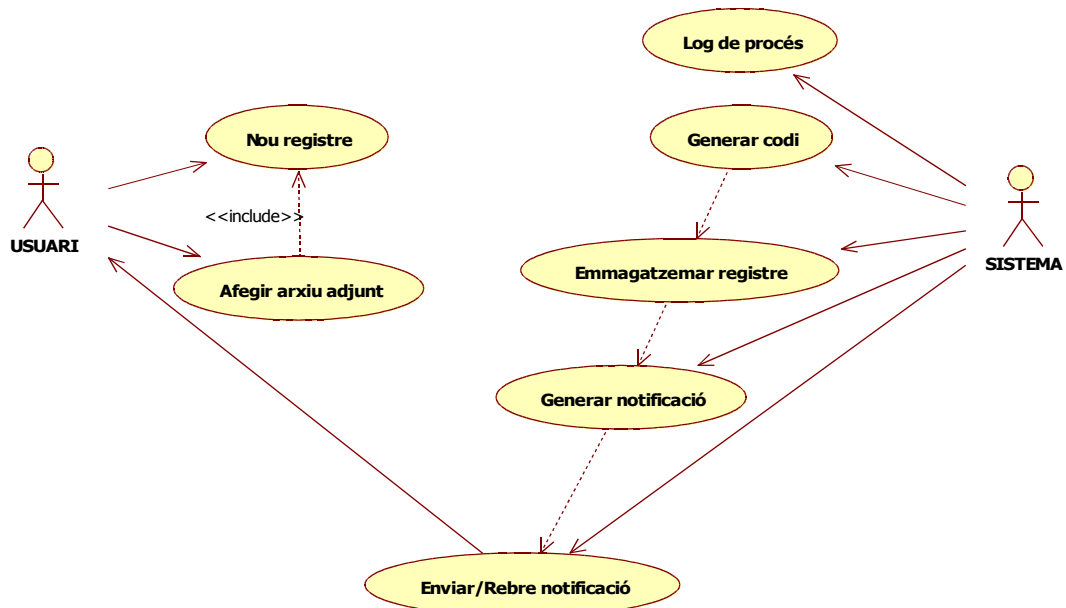 Log de procés
Nou registre
Generar codi
<<include>>
USUARI
Emmagatzemar registre
SISTEMA
Afegir arxiu adjunt
Generar notificació
Enviar/Rebre notificació